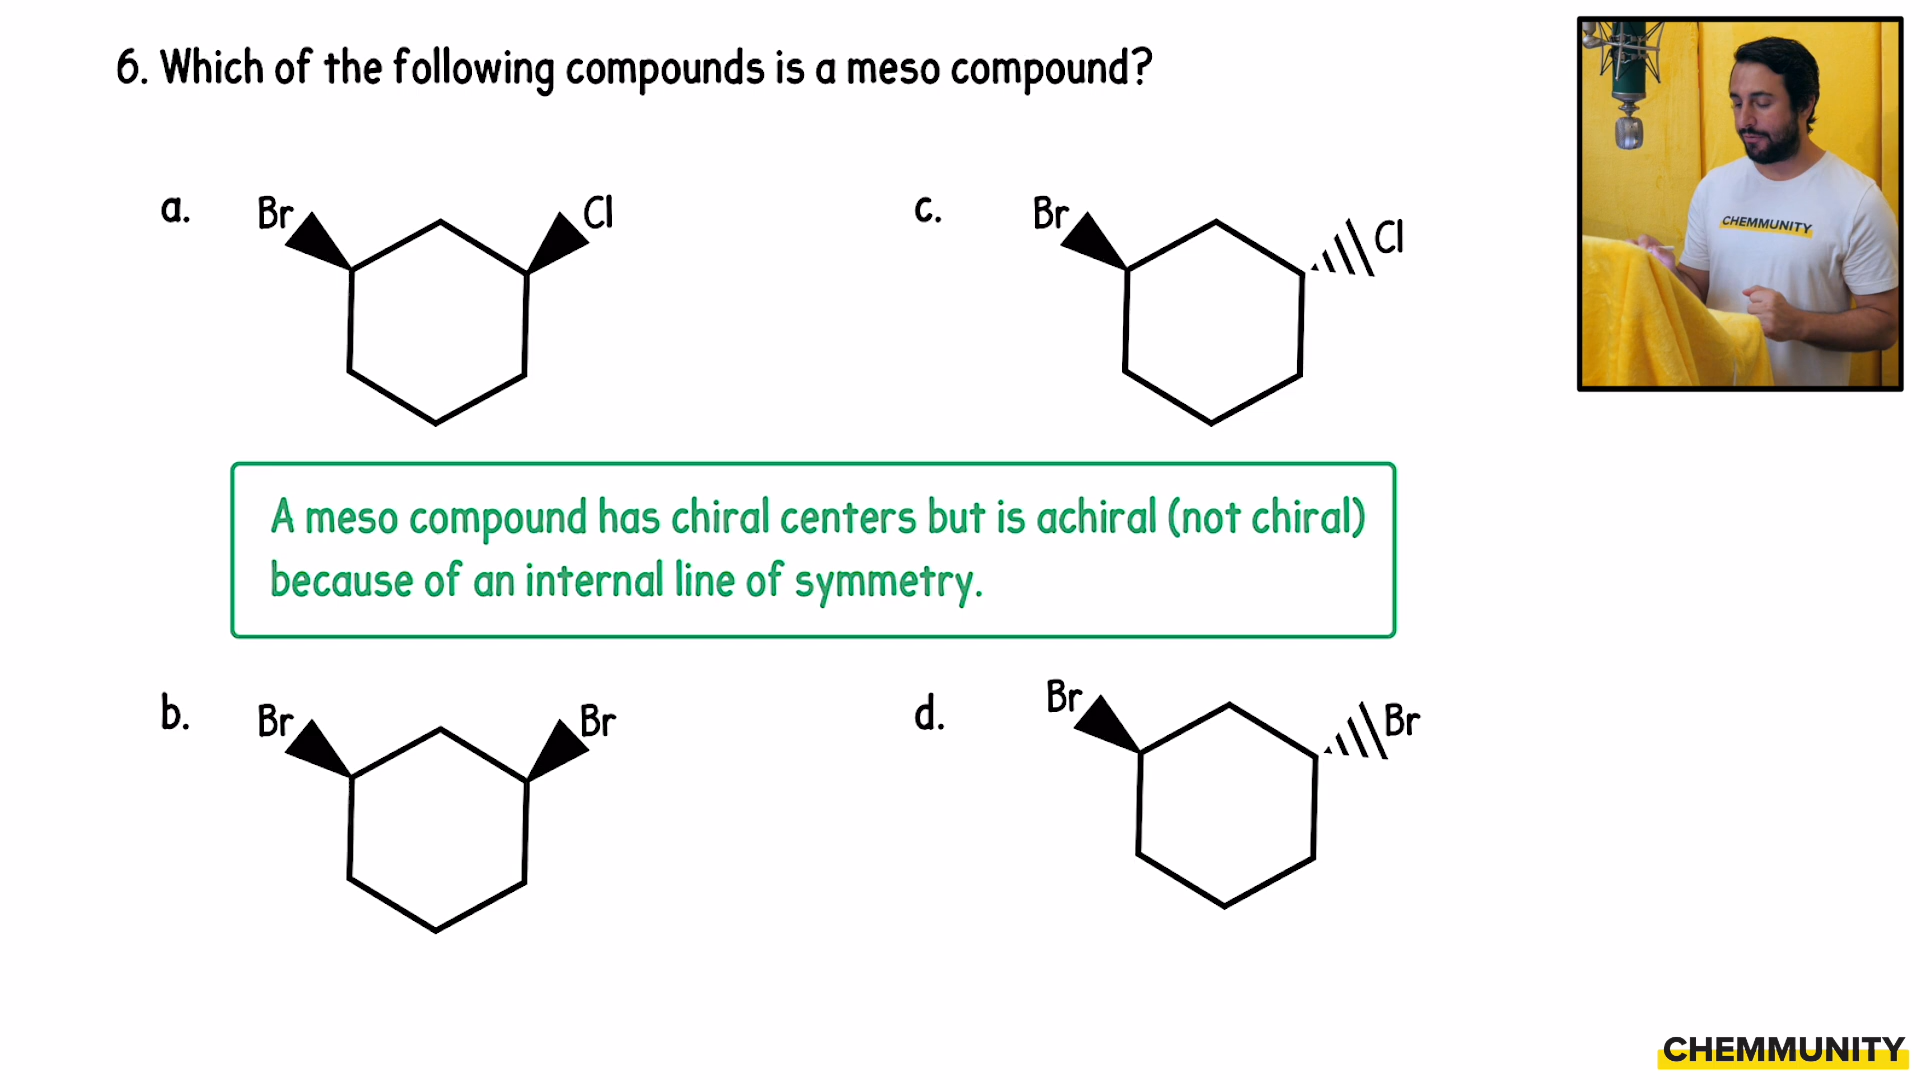 6. Which of the following compounds is a meso compound?
a.
Br
Cl
c.
Br
Cl
CHEMMUNITY
A meso compound has chiral centers but is achiral (not chiral)
because of an internal line of symmetry.
b.
Br
Br
d.
Br
Br
CHEMMUNITY